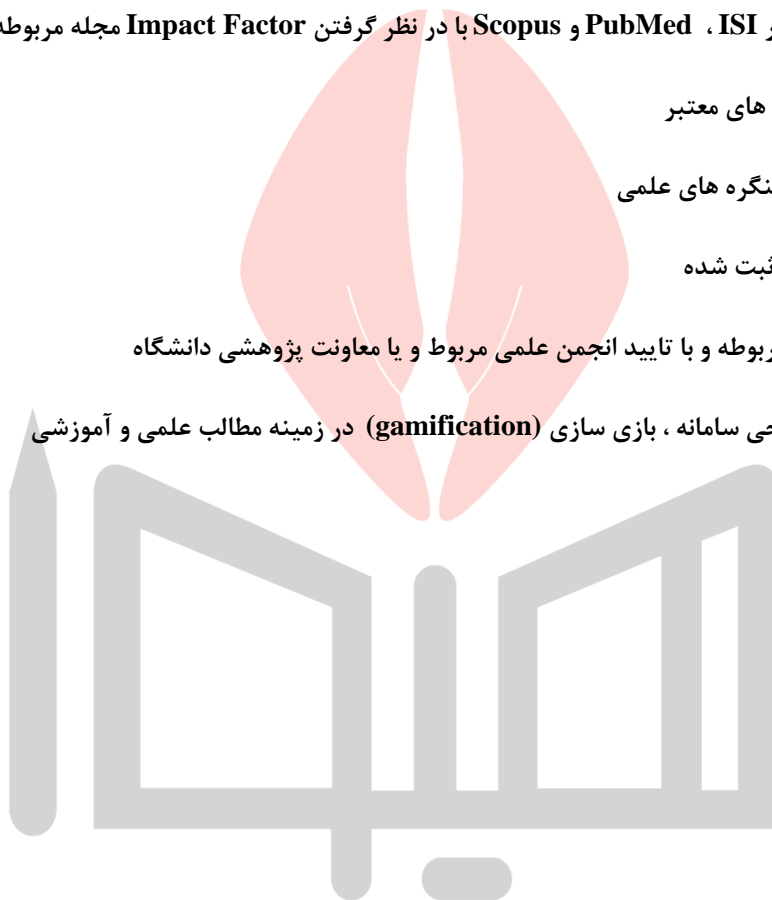 ر ISI ، PubMed و Scopus با در نظر گرفتن Impact Factor مجله مربوطه
های معتبر
نگره های علمی
ثبت شده
ربوطه و با تایید انجمن علمی مربوط و یا معاونت پژوهشی دانشگاه
حی سامانه ، بازی سازی (gamification) در زمینه مطالب علمی و آموزشی